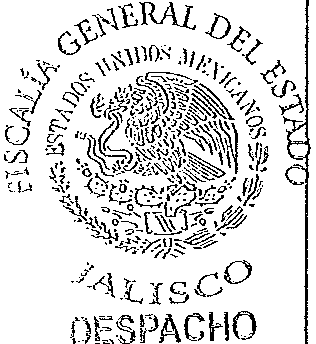 FISCALÍA GENERAL DEL ESTADO
ESTADOS UNIDOS MEXICANOS
JALISCO
DESPACHO